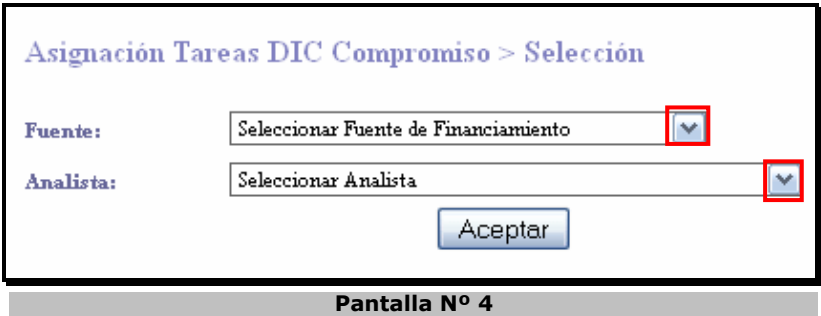 Asignación Tareas DIC Compromiso > Selección
Fuente: Seleccionar Fuente de Financiamiento
Analista: Seleccionar Analista
Aceptar
Pantalla Nº 4